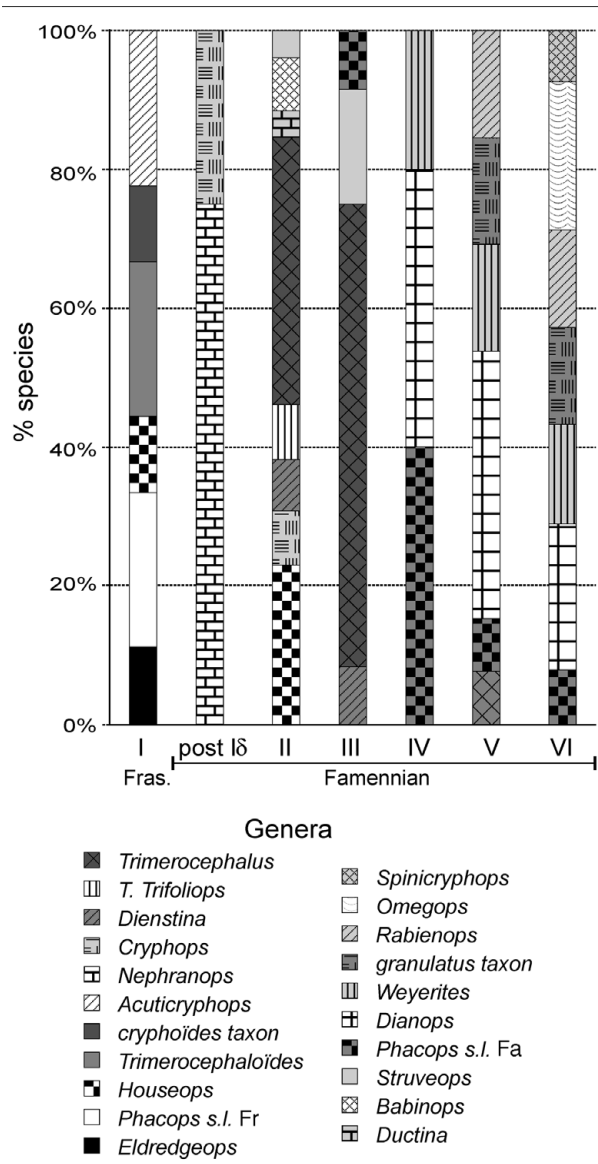 100%
80%
60%
40%
20%
0%
% species
I post Iδ II III IV V VI
Fras. Famennian
Genera
Trimerocephalus
T. Trifoliops
Dienstina
Cryphops
Nephranops
Acuticryphops
cryphoïdes taxon
Trimerocephaloïdes
Houseops
Phacops s.l. Fr
Eldredgeops
Spinicryphops
Omegops
Rabienops
granulatus taxon
Weyerites
Dianops
Phacops s.l. Fa
Struveops
Babinops
Ductina